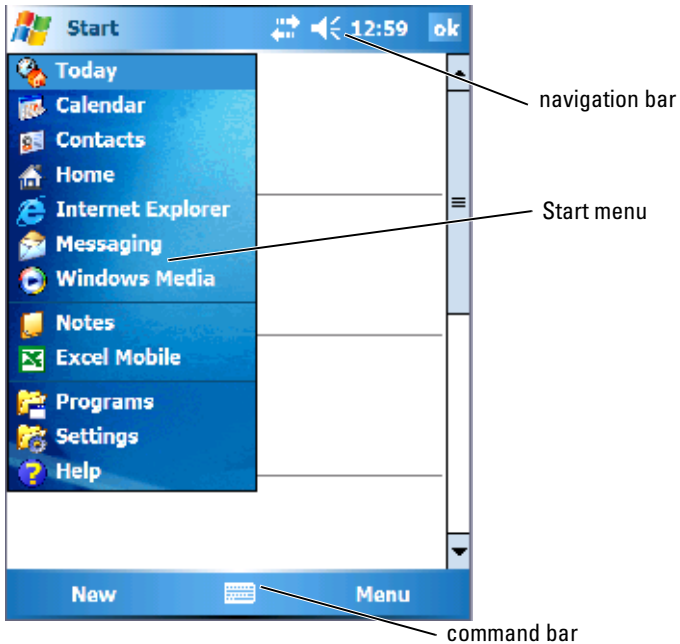 Start 12:59 ok
Today
Calendar
Contacts
Home
Internet Explorer
Messaging
Windows Media
Notes
Excel Mobile
Programs
Settings
Help
New Menu
navigation bar
Start menu
command bar